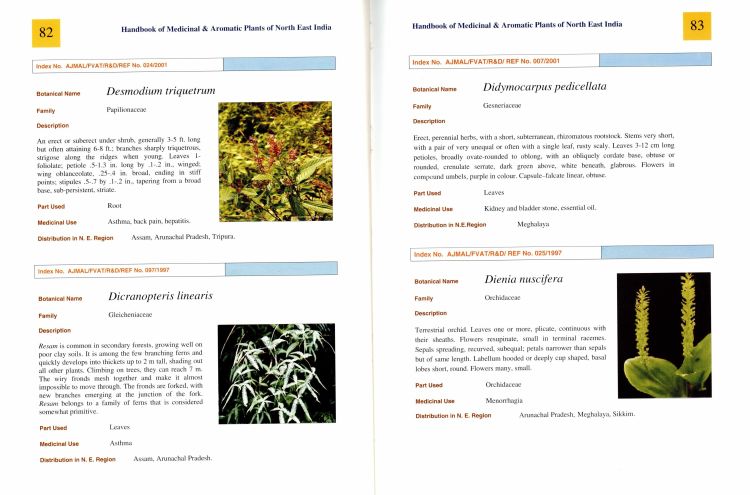 82
Handbook of Medicinal & Aromatic Plants of North East India
Index No. AJMAL/FVAT/R&D/REF No. 024/2001
Botanical Name Desmodium triquetrum
Family Papilionaceae
Description
An erect or suberect under shrub, generally 3-5 ft. long
but often attaining 6-8 ft.; branches sharply triquetrous,
strigose along the ridges when young. Leaves 1-
foliolate; petiole .5-1.3 in. long by .1-.2 in., winged;
wing oblanceolate, .25-.4 in. broad, ending in stiff
points; stipules .5-.7 by .1-.2 in., tapering from a broad
base, sub-persistent, striate.
Part Used Root
Medicinal Use Asthma, back pain, hepatitis.
Distribution in N. E. Region Assam, Arunachal Pradesh, Tripura.
Index No. AJMAL/FVAT/R&D/REF No. 097/1997
Botanical Name Dicranopteris linearis
Family Gleicheniaceae
Description
Resam is common in secondary forests, growing well on
poor clay soils. It is among the few branching ferns and
quickly develops into thickets up to 2 m tall, shading out
all other plants. Climbing on trees, they can reach 7 m.
The wiry fronds mesh together and make it almost
impossible to move through. The fronds are forked, with
new branches emerging at the junction of the fork.
Resam belongs to a family of ferns that is considered
somewhat primitive.
Part Used Leaves
Medicinal Use Asthma
Distribution in N. E. Region Assam, Arunachal Pradesh.
Handbook of Medicinal & Aromatic Plants of North East India
83
Index No. AJMAL/FVAT/R&D/ REF No. 007/2001
Botanical Name Didymocarpus pedicellata
Family Gesneriaceae
Description
Erect, perennial herbs, with a short, subterranean, rhizomatous rootstock. Stems very short,
with a pair of very unequal or often with a single leaf, rusty scaly. Leaves 3-12 cm long
petioles, broadly ovate-rounded to oblong, with an obliquely cordate base, obtuse or
rounded, crenulate serrate, dark green above, white beneath, glabrous. Flowers in
compound umbels, purple in colour. Capsule–falcate linear, obtuse.
Part Used Leaves
Medicinal Use Kidney and bladder stone, essential oil.
Distribution in N.E.Region Meghalaya
Index No. AJMAL/FVAT/R&D/ REF No. 025/1997
Botanical Name Dienia nuscifera
Family Orchidaceae
Description
Terrestrial orchid. Leaves one or more, plicate, continuous with
their sheaths. Flowers resupinate, small in terminal racemes.
Sepals spreading, recurved, subequal; petals narrower than sepals
but of same length. Labellum hooded or deeply cup shaped, basal
lobes short, round. Flowers many, small.
Part Used Orchidaceae
Medicinal Use Menorrhagia
Distribution in N. E. Region Arunachal Pradesh, Meghalaya, Sikkim.